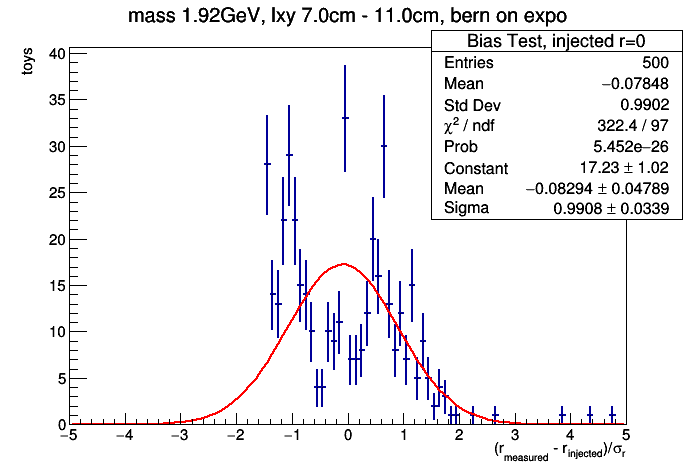 mass 1.92GeV, lxy 7.0cm - 11.0cm, bern on expo
Bias Test, injected r=0
Entries 500
Mean −0.07848
Std Dev 0.9902
χ² / ndf 322.4 / 97
Prob 5.452e−26
Constant 17.23 ± 1.02
Mean −0.08294 ± 0.04789
Sigma 0.9908 ± 0.0339
toys
40
35
30
25
20
15
10
5
0
−5 −4 −3 −2 −1 0 1 2 3 4 5
(r_measured - r_injected)/σ_r